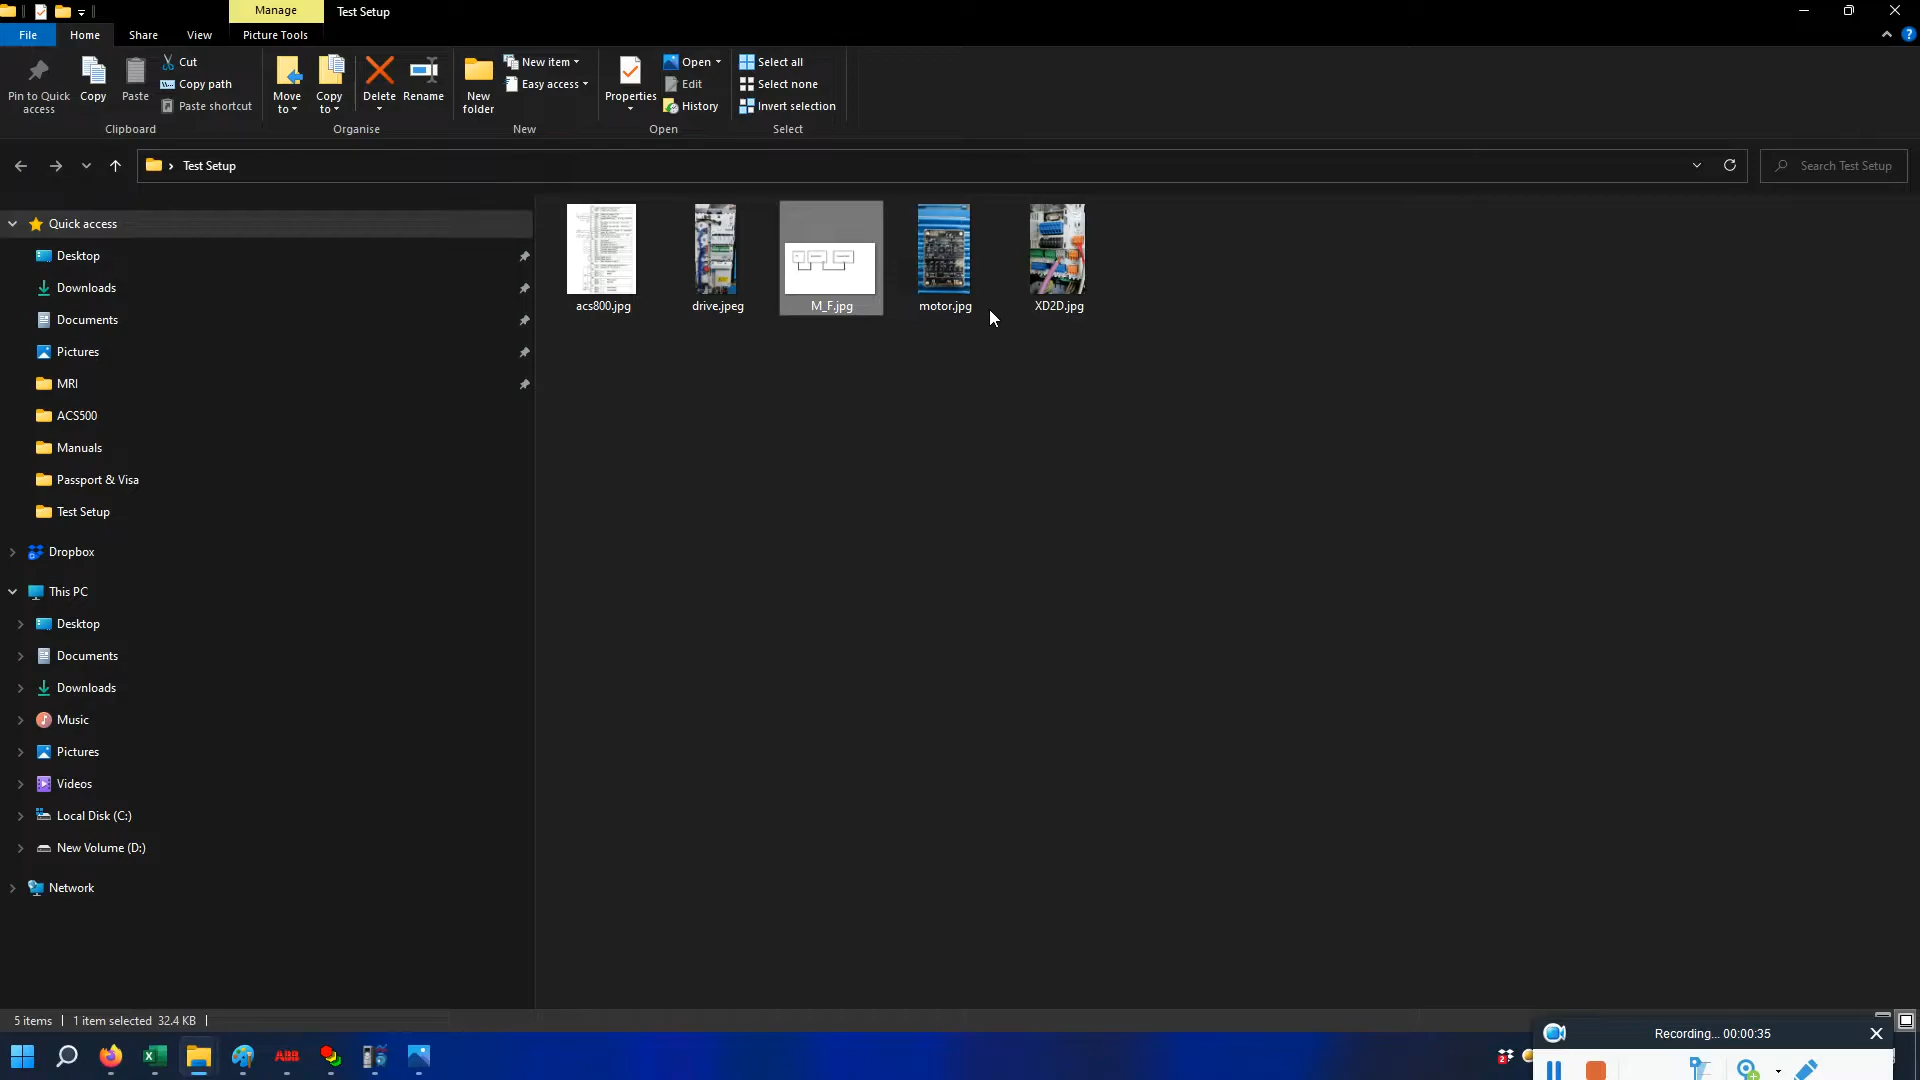 Manage
Test Setup
File
Home
Share
View
Picture Tools
Pin to Quick
access
Copy
Paste
Cut
Copy path
Paste shortcut
Clipboard
Move
to
Copy
to
Delete
Rename
Organise
New
folder
New item
Easy access
New
Properties
Open
Edit
History
Open
Select all
Select none
Invert selection
Select
Test Setup
Search Test Setup
Quick access
Desktop
Downloads
Documents
Pictures
MRI
ACS500
Manuals
Passport & Visa
Test Setup
Dropbox
This PC
Desktop
Documents
Downloads
Music
Pictures
Videos
Local Disk (C:)
New Volume (D:)
Network
acs800.jpg
drive.jpeg
M_F.jpg
motor.jpg
XD2D.jpg
5 items
1 item selected 32.4 KB
ABB
Recording... 00:00:35